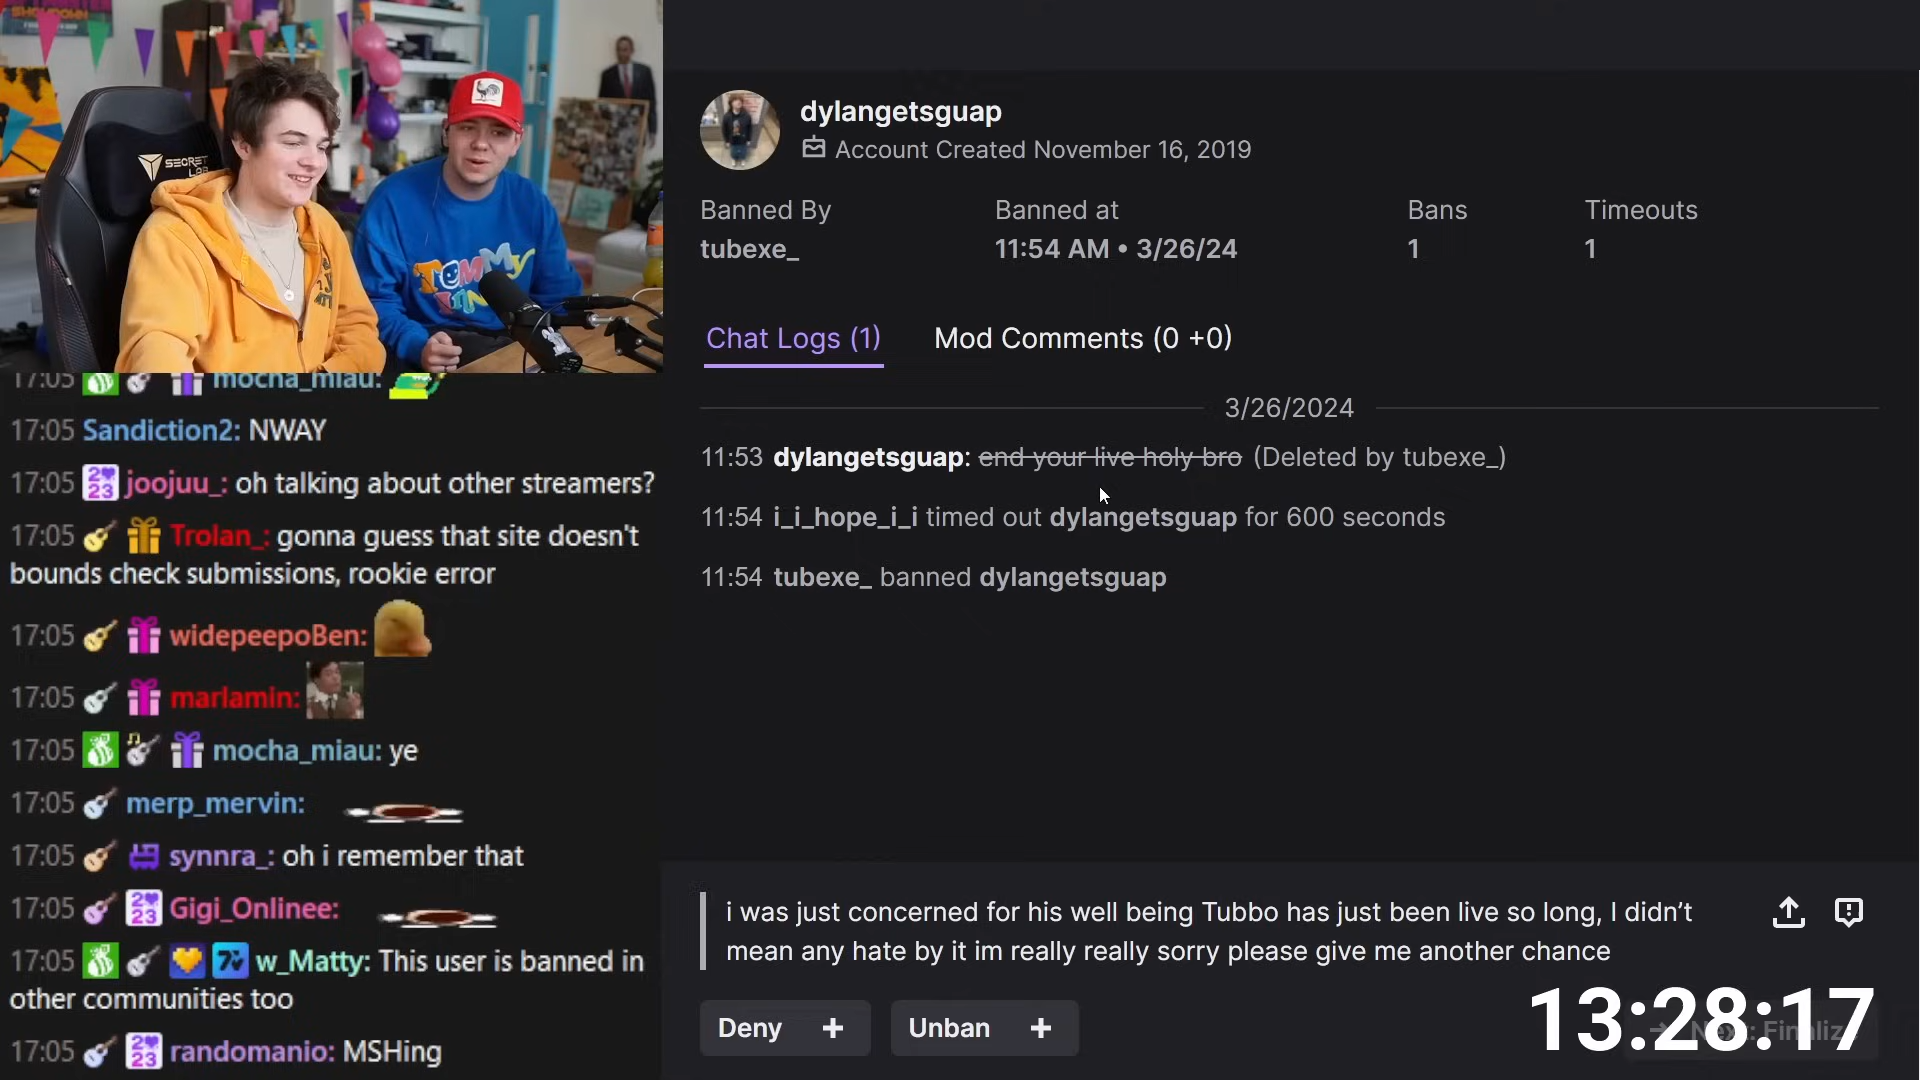 SECRET
LAB
TOMMY
INN
17:05 mocha_miau:
17:05 Sandiction2: NWAY
17:05 joojuu_: oh talking about other streamers?
17:05 Trolan_: gonna guess that site doesn't
bounds check submissions, rookie error
17:05 widepeepoBen:
17:05 marlamin:
17:05 mocha_miau: ye
17:05 merp_mervin:
17:05 synnra_: oh i remember that
17:05 Gigi_Onlinee:
17:05 w_Matty: This user is banned in
other communities too
17:05 randomanio: MSHing
dylangetsguap
Account Created November 16, 2019
Banned By Banned at Bans Timeouts
tubexe_ 11:54 AM • 3/26/24 1 1
Chat Logs (1) Mod Comments (0 +0)
3/26/2024
11:53 dylangetsguap: end your live holy bro (Deleted by tubexe_)
11:54 i_i_hope_i_i timed out dylangetsguap for 600 seconds
11:54 tubexe_ banned dylangetsguap
i was just concerned for his well being Tubbo has just been live so long, I didn’t
mean any hate by it im really really sorry please give me another chance
Deny + Unban +
13:28:17